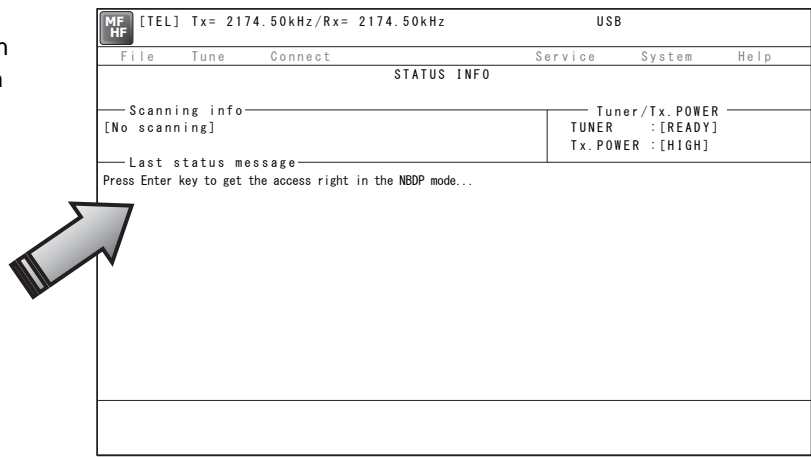 MF
HF
[TEL] Tx= 2174.50kHz/Rx= 2174.50kHz USB
File Tune Connect Service System Help
STATUS INFO
Scanning info
[No scanning]
Tuner/Tx.POWER
TUNER :[READY]
Tx.POWER :[HIGH]
Last status message
Press Enter key to get the access right in the NBDP mode...